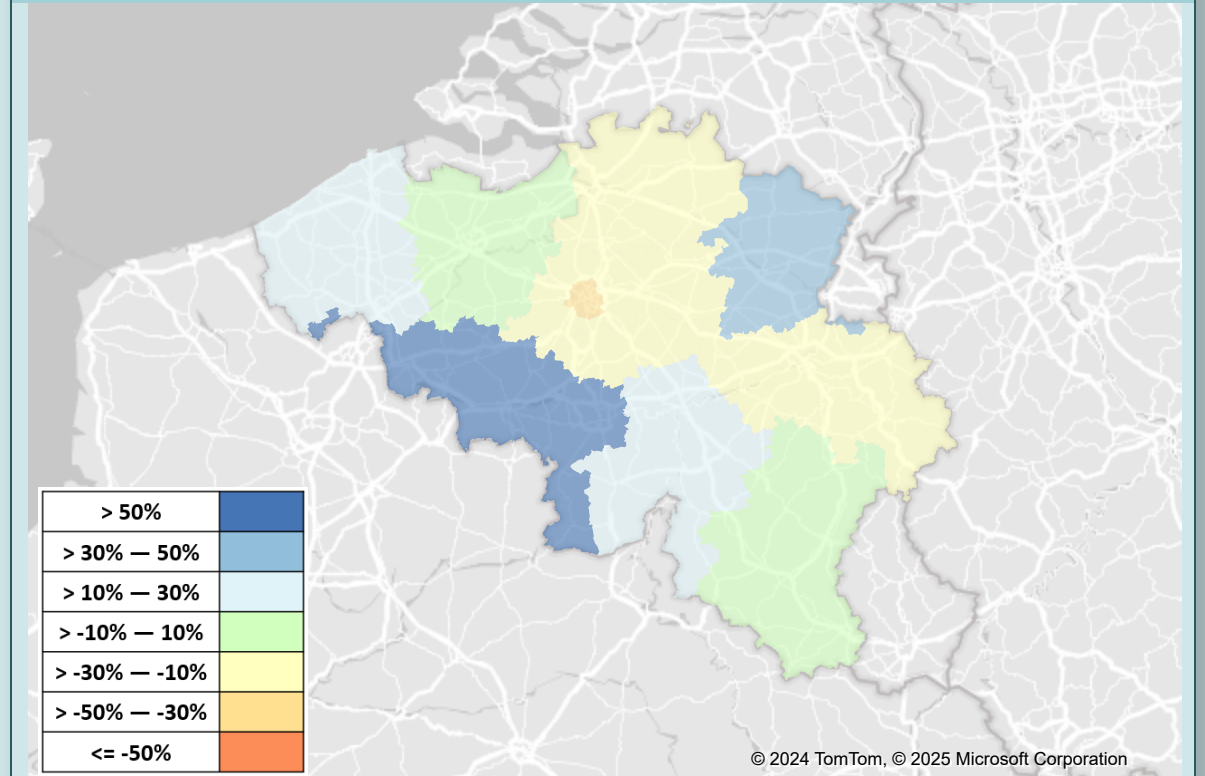 > 50%
> 30% — 50%
> 10% — 30%
> -10% — 10%
> -30% — -10%
> -50% — -30%
<= -50%
© 2024 TomTom, © 2025 Microsoft Corporation